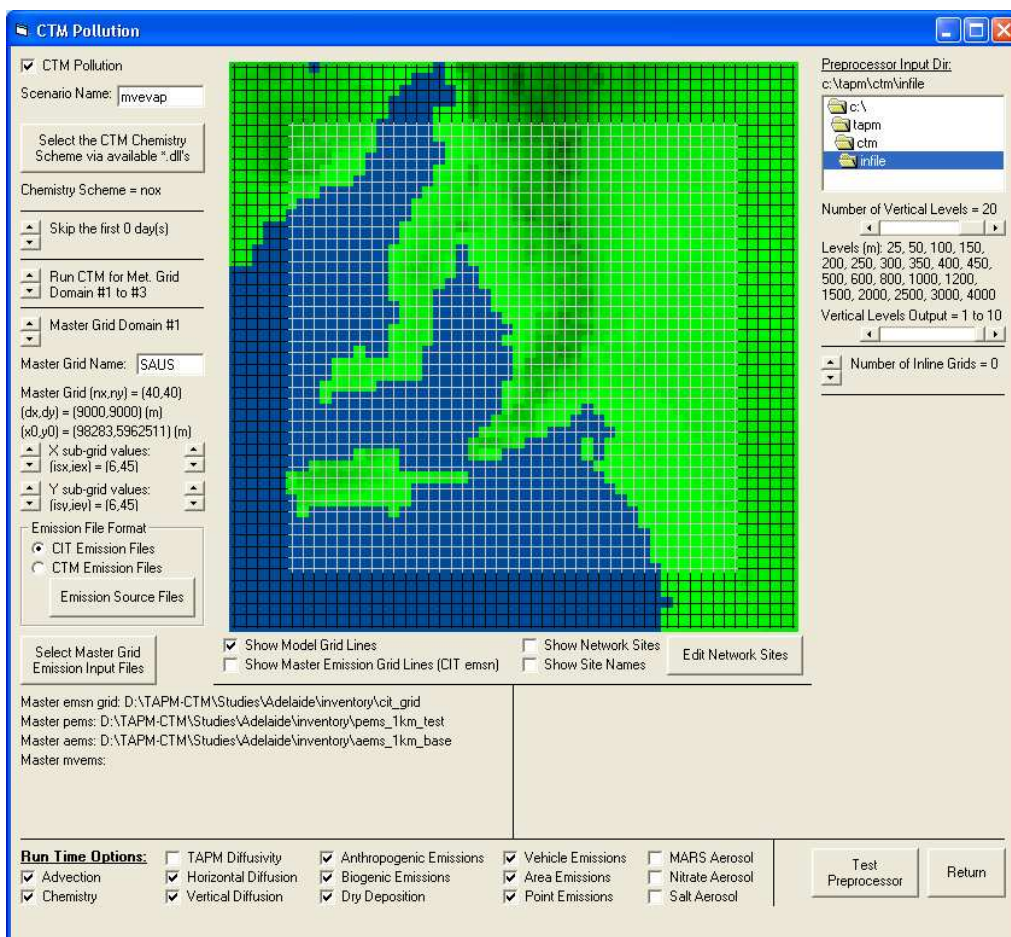 CTM Pollution
CTM Pollution
Scenario Name: mvevap
Select the CTM Chemistry
Scheme via available *.dll's
Chemistry Scheme = nox
Skip the first 0 day(s)
Run CTM for Met. Grid
Domain #1 to #3
Master Grid Domain #1
Master Grid Name: SAUS
Master Grid (nx,ny) = (40,40)
(dx,dy) = (9000,9000) (m)
(x0,y0) = (98283,5962511) (m)
X sub-grid values:
(isx,iex) = (6,45)
Y sub-grid values:
(isy,iey) = (6,45)
Emission File Format
CIT Emission Files
CTM Emission Files
Emission Source Files
Select Master Grid
Emission Input Files
Show Model Grid Lines
Show Master Emission Grid Lines (CIT emsn)
Show Network Sites
Show Site Names
Edit Network Sites
Preprocessor Input Dir:
c:\tapm\ctm\infile
c:\
tapm
ctm
infile
Number of Vertical Levels = 20
Levels (m): 25, 50, 100, 150,
200, 250, 300, 350, 400, 450,
500, 600, 800, 1000, 1200,
1500, 2000, 2500, 3000, 4000
Vertical Levels Output = 1 to 10
Number of Inline Grids = 0
Master emsn grid: D:\TAPM-CTM\Studies\Adelaide\inventory\cit_grid
Master pems: D:\TAPM-CTM\Studies\Adelaide\inventory\pems_1km_test
Master aems: D:\TAPM-CTM\Studies\Adelaide\inventory\aems_1km_base
Master mvems:
Run Time Options:
Advection
Chemistry
TAPM Diffusivity
Horizontal Diffusion
Vertical Diffusion
Anthropogenic Emissions
Biogenic Emissions
Dry Deposition
Vehicle Emissions
Area Emissions
Point Emissions
MARS Aerosol
Nitrate Aerosol
Salt Aerosol
Test
Preprocessor
Return